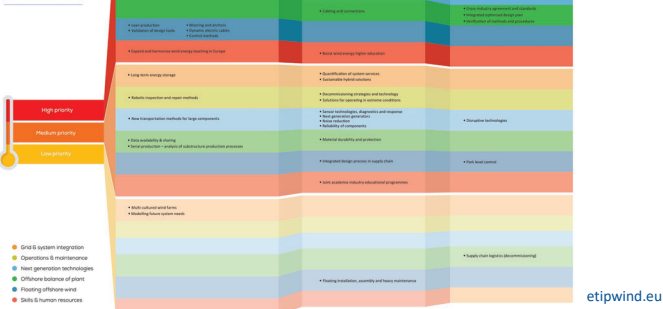 • Cutting and connections
• Cross industry agreement and standards
• Integrated optimised design plan
• Verification of methods and procedures
• Lean production
• Validation of design tools
• Mooring and anchors
• Dynamic electric cables
• Control methods
• Expand and harmonize wind energy teaching in Europe
• Boost wind energy higher education
• Long-term energy storage
• Quantification of system services
• Sustainable hybrid solutions
• Robotic inspection and repair methods
• Decommissioning strategies and technology
• Solutions for operating in extreme conditions
High priority
• New transportation methods for large components
• Sensor technologies, diagnostics and response
• Next generation generators
• Noise reduction
• Reliability of components
• Disruptive technologies
Medium priority
• Data availability & sharing
• Serial production – analysis of substructure production processes
• Material durability and protection
Low priority
• Integrated design process in supply chain
• Park level control
• Joint academia-industry educational programmes
• Multi-cultured wind farms
• Modelling future system needs
Grid & system integration
Operations & maintenance
• Supply chain logistics (decommissioning)
Next generation technologies
Offshore balance of plant
• Floating installation, assembly and heavy maintenance
Floating offshore wind
Skills & human resources
etipwind.eu